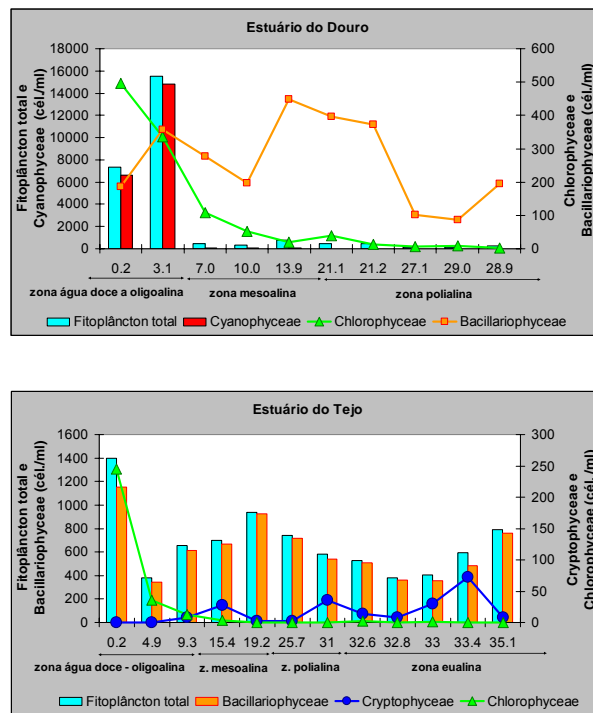 Estuário do Douro
Fitoplâncton total e
Cyanophyceae (cél./ml)
18000
16000
14000
12000
10000
8000
6000
4000
2000
0
600
500
400
300
200
100
0
Chlorophyceae e
Bacillariophyceae (cél./ml)
0.2 3.1 7.0 10.0 13.9 21.1 21.2 27.1 29.0 28.9
zona água doce a oligoalina zona mesoalina zona polialina
Fitoplâncton total Cyanophyceae Chlorophyceae Bacillariophyceae
Estuário do Tejo
Fitoplâncton total e
Bacillariophyceae (cél./ml)
1600
1400
1200
1000
800
600
400
200
0
300
250
200
150
100
50
0
Cryptophyceae e
Chlorophyceae (cél. /ml)
0.2 4.9 9.3 15.4 19.2 25.7 31 32.6 32.8 33 33.4 35.1
zona água doce - oligoalina z. mesoalina z. polialina zona eualina
Fitoplâncton total Bacillariophyceae Cryptophyceae Chlorophyceae